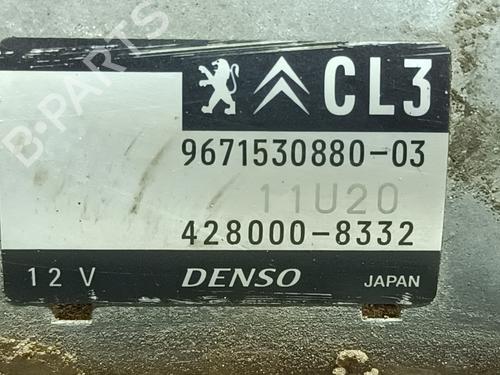 B-PARTS
CL3
9671530880-03
11U20
428000-8332
12 V DENSO JAPAN